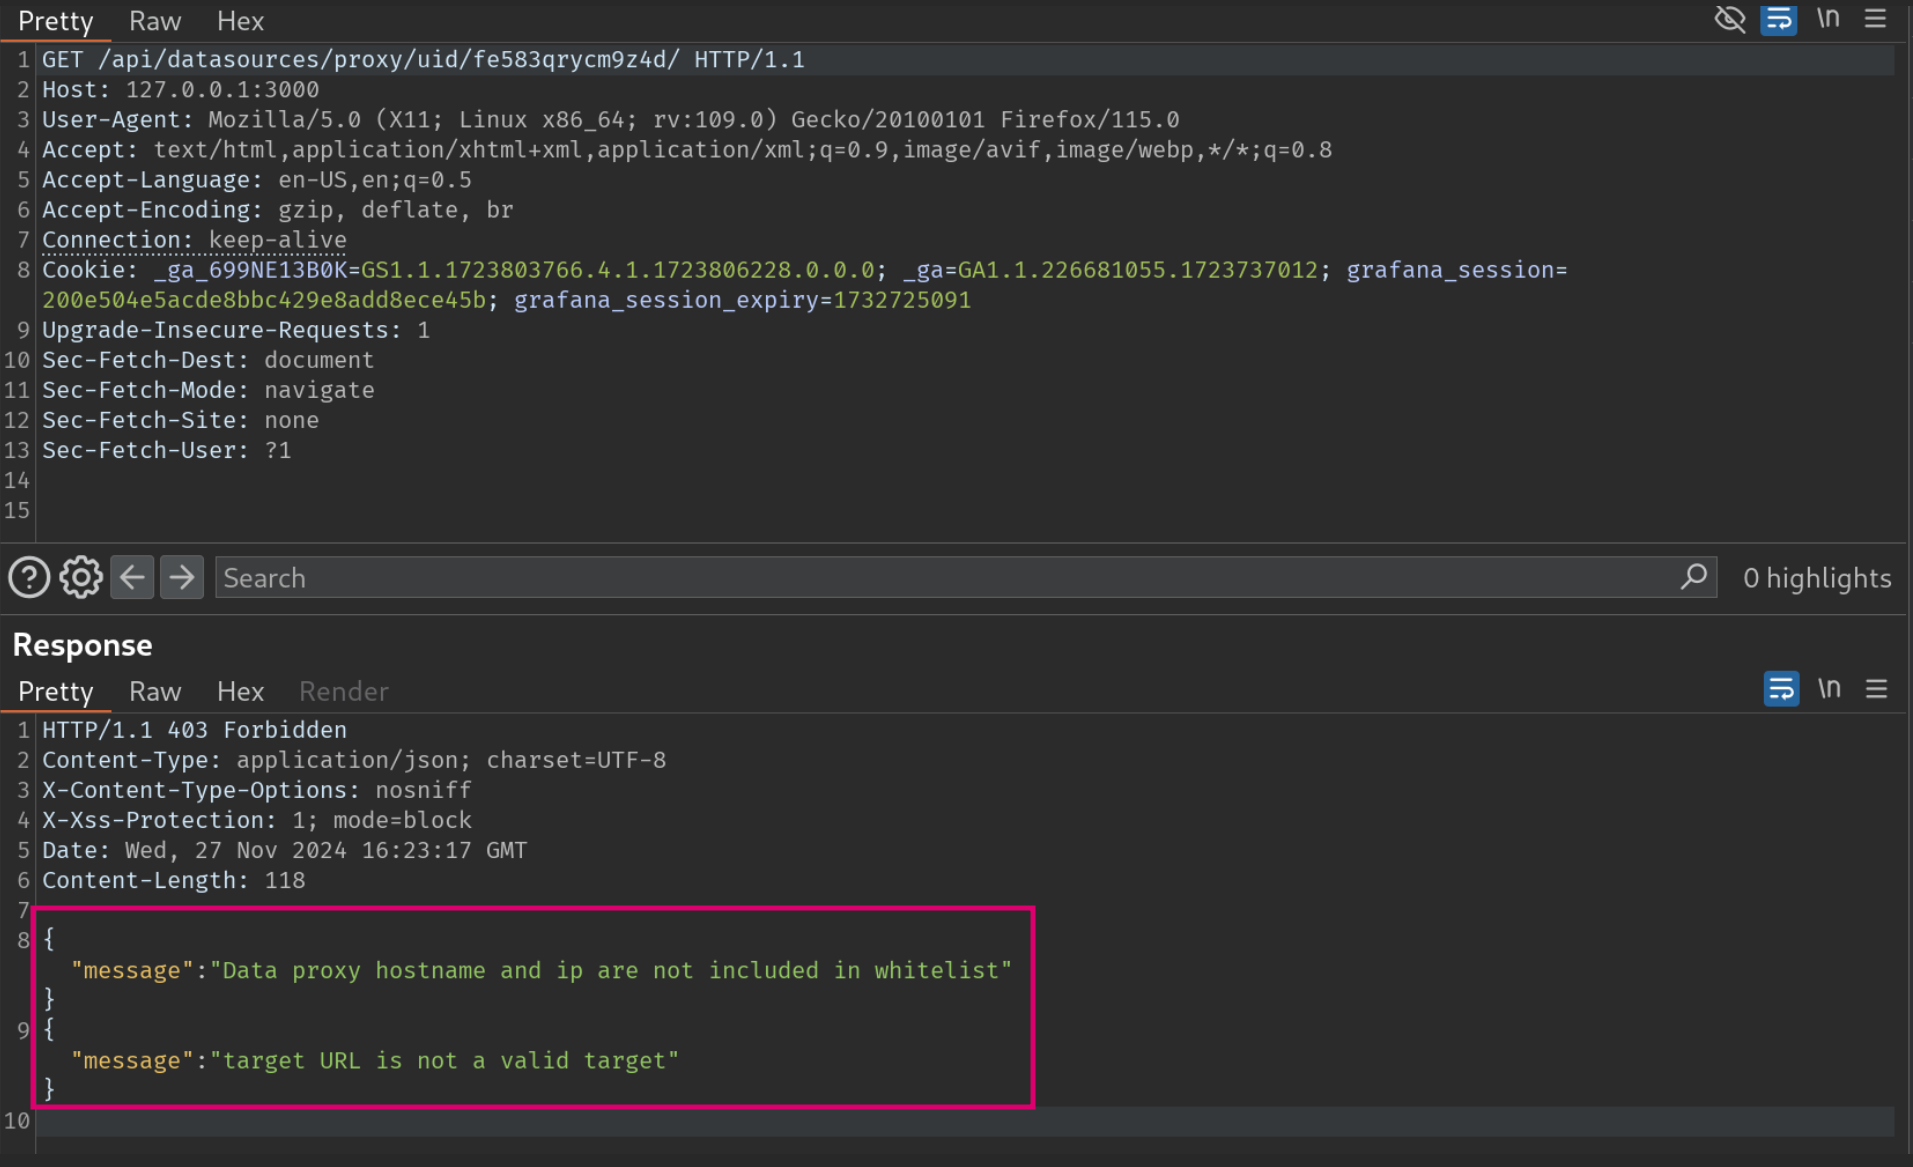 Pretty Raw Hex \n
1 GET /api/datasources/proxy/uid/fe583qrycm9z4d/ HTTP/1.1
2 Host: 127.0.0.1:3000
3 User-Agent: Mozilla/5.0 (X11; Linux x86_64; rv:109.0) Gecko/20100101 Firefox/115.0
4 Accept: text/html,application/xhtml+xml,application/xml;q=0.9,image/avif,image/webp,*/*;q=0.8
5 Accept-Language: en-US,en;q=0.5
6 Accept-Encoding: gzip, deflate, br
7 Connection: keep-alive
8 Cookie: _ga_699NE13B0K=GS1.1.1723803766.4.1.1723806228.0.0.0; _ga=GA1.1.226681055.1723737012; grafana_session=
200e504e5acde8bbc429e8add8ece45b; grafana_session_expiry=1732725091
9 Upgrade-Insecure-Requests: 1
10 Sec-Fetch-Dest: document
11 Sec-Fetch-Mode: navigate
12 Sec-Fetch-Site: none
13 Sec-Fetch-User: ?1
14
15
Search 0 highlights
Response
Pretty Raw Hex Render \n
1 HTTP/1.1 403 Forbidden
2 Content-Type: application/json; charset=UTF-8
3 X-Content-Type-Options: nosniff
4 X-Xss-Protection: 1; mode=block
5 Date: Wed, 27 Nov 2024 16:23:17 GMT
6 Content-Length: 118
7
8 {
"message":"Data proxy hostname and ip are not included in whitelist"
}
9 {
"message":"target URL is not a valid target"
}
10